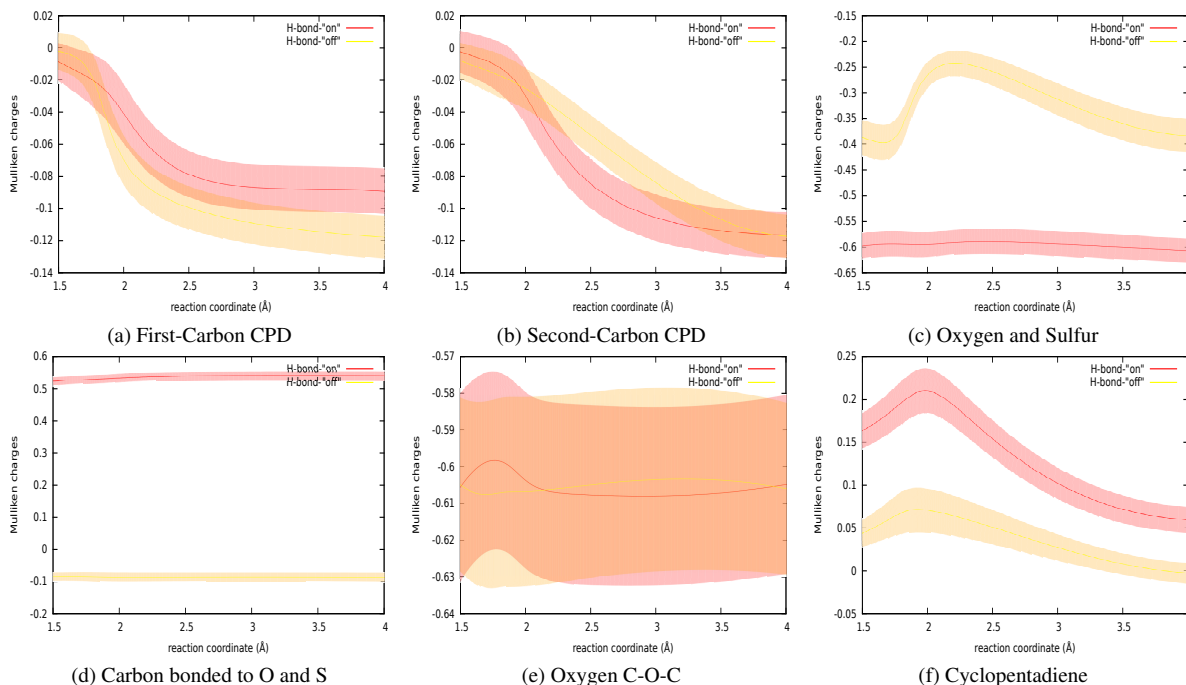 0.02
0
-0.02
-0.04
-0.06
-0.08
-0.1
-0.12
-0.14
Mulliken charges
H-bond-"on"
H-bond-"off"
1.5 2 2.5 3 3.5 4
reaction coordinate (Å)
(a) First-Carbon CPD
0.02
0
-0.02
-0.04
-0.06
-0.08
-0.1
-0.12
-0.14
Mulliken charges
H-bond-"on"
H-bond-"off"
1.5 2 2.5 3 3.5 4
reaction coordinate (Å)
(b) Second-Carbon CPD
-0.15
-0.2
-0.25
-0.3
-0.35
-0.4
-0.45
-0.5
-0.55
-0.6
-0.65
Mulliken charges
H-bond-"on"
H-bond-"off"
1.5 2 2.5 3 3.5 4
reaction coordinate (Å)
(c) Oxygen and Sulfur
0.6
0.5
0.4
0.3
0.2
0.1
0
-0.1
-0.2
Mulliken charges
H-bond-"on"
H-bond-"off"
1.5 2 2.5 3 3.5 4
reaction coordinate (Å)
(d) Carbon bonded to O and S
-0.57
-0.58
-0.59
-0.6
-0.61
-0.62
-0.63
-0.64
Mulliken charges
H-bond-"on"
H-bond-"off"
1.5 2 2.5 3 3.5 4
reaction coordinate (Å)
(e) Oxygen C-O-C
0.25
0.2
0.15
0.1
0.05
0
-0.05
Mulliken charges
H-bond-"on"
H-bond-"off"
1.5 2 2.5 3 3.5 4
reaction coordinate (Å)
(f) Cyclopentadiene